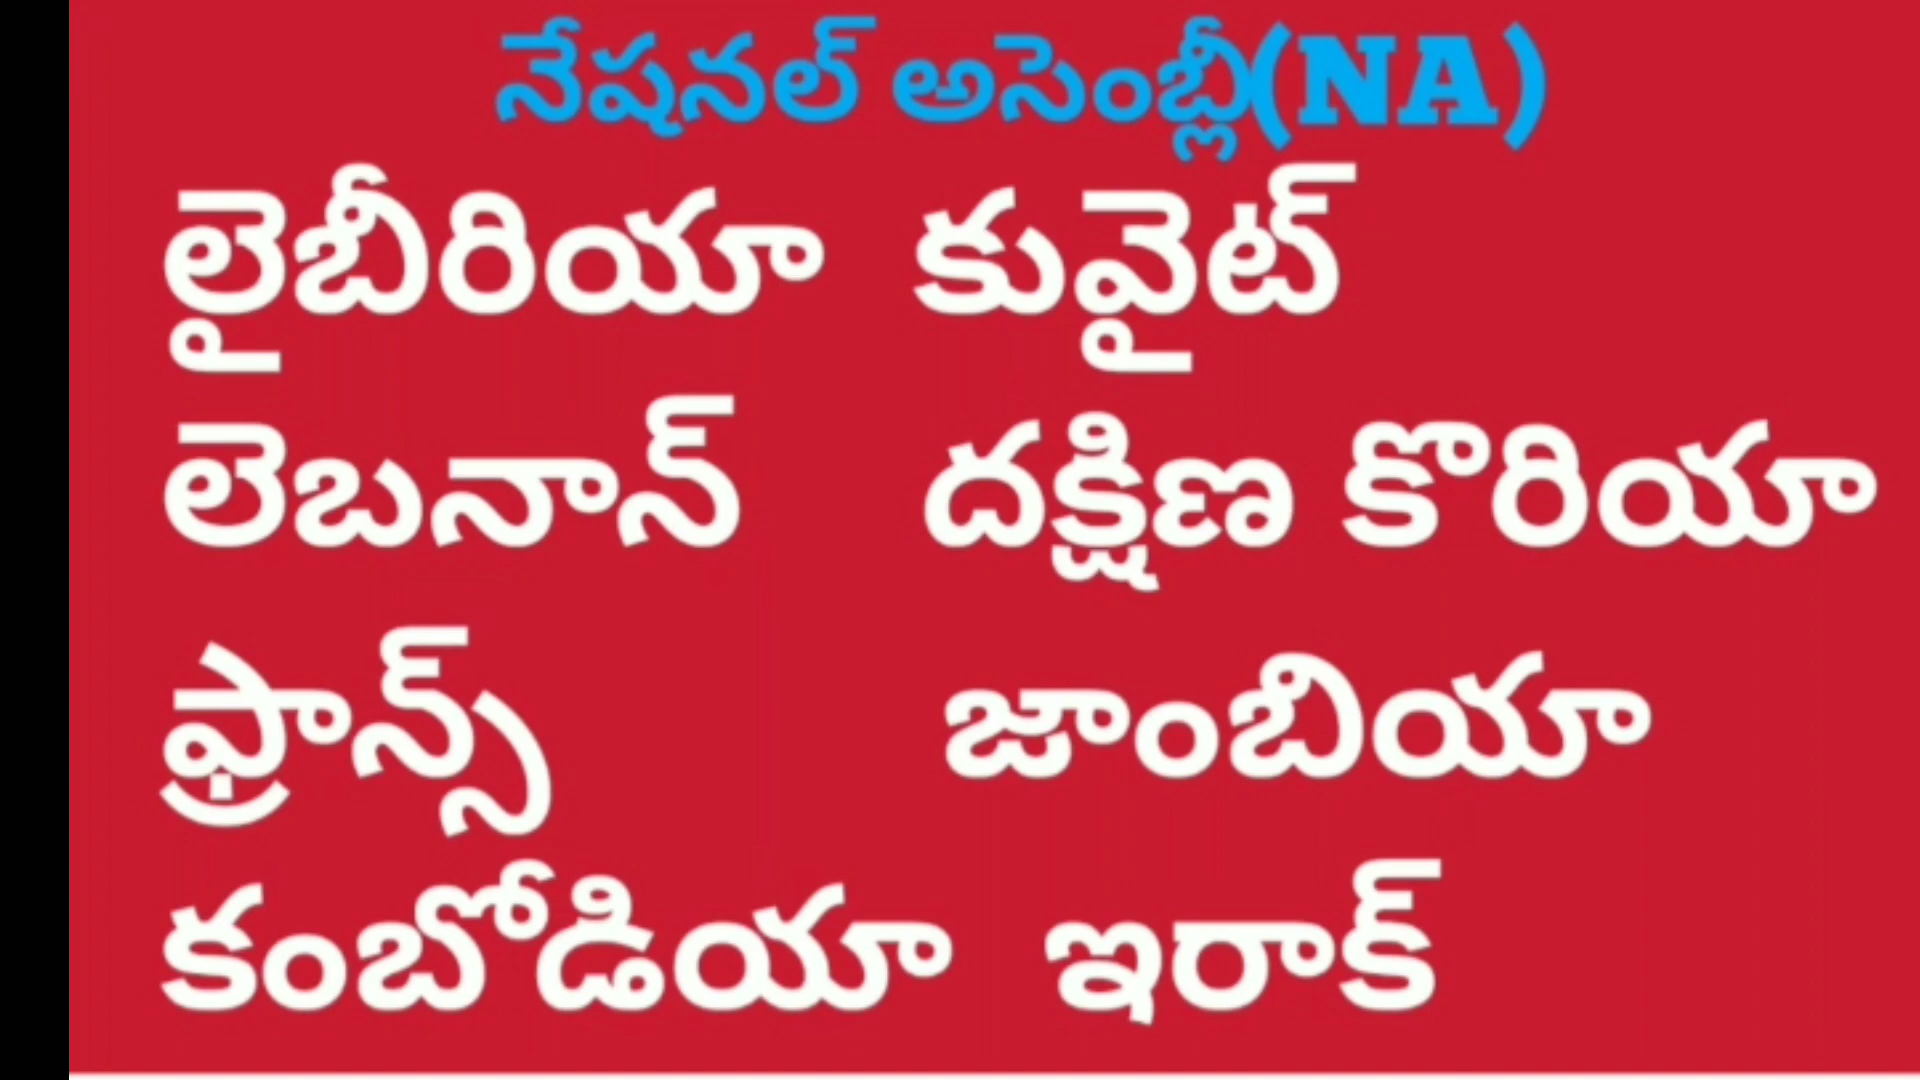 నేషనల్ అసెంబ్లీ(NA)
లైబీరియా కువైట్
లెబనాన్ దక్షిణ కొరియా
ఫ్రాన్స్ జాంబియా
కంబోడియా ఇరాక్